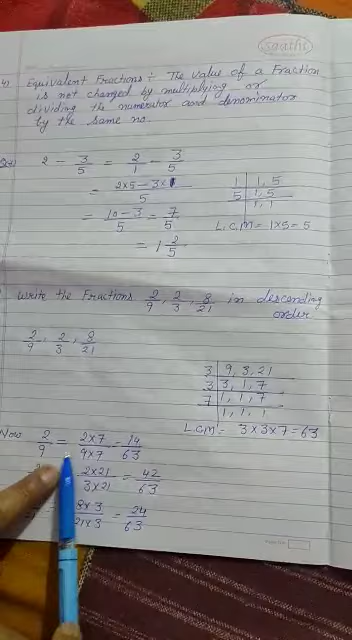 saathi
4) Equivalent Fractions :- The value of a Fraction
is not changed by multiplying or
dividing the numerator and denominator
by the same no.
2 - 3/5 = 2/1 - 3/5
= 2×5-3×1/5
= 10-3/5 = 7/5
= 1 2/5
1 | 1, 5
5 | 1, 5
1, 1
L.C.M = 1×5 = 5
Write the Fractions 2/9, 2/3, 8/21 in descending
order
2/9, 2/3, 8/21
3 | 9, 3, 21
3 | 3, 1, 7
7 | 1, 1, 7
1, 1, 1
L.C.M = 3×3×7 = 63
Now 2/9 = 2×7/9×7 = 14/63
2×21/3×21 = 42/63
8×3/21×3 = 24/63